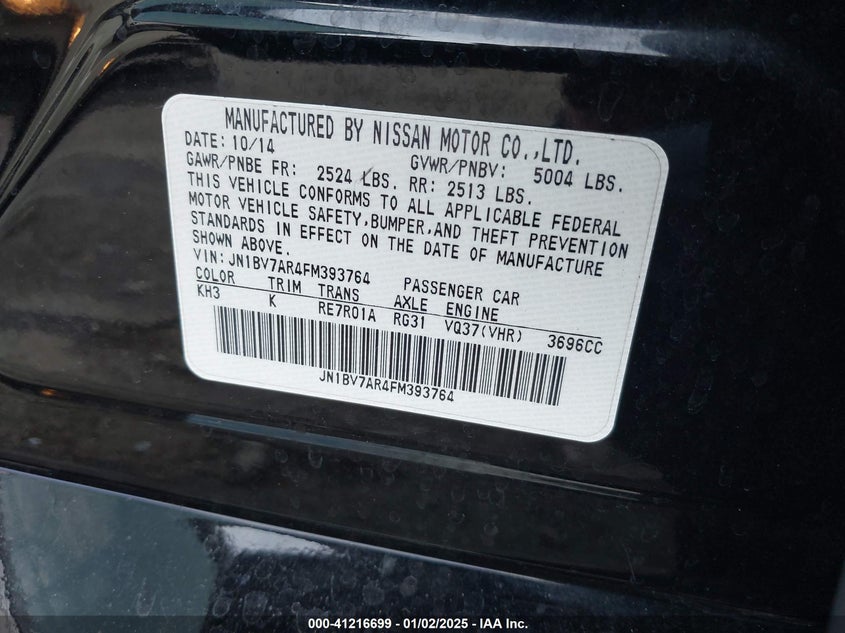 MANUFACTURED BY NISSAN MOTOR CO.,LTD.
DATE: 10/14 GVWR/PNBV: 5004 LBS.
GAWR/PNBE FR: 2524 LBS. RR: 2513 LBS.
THIS VEHICLE CONFORMS TO ALL APPLICABLE FEDERAL
MOTOR VEHICLE SAFETY,BUMPER,AND THEFT PREVENTION
STANDARDS IN EFFECT ON THE DATE OF MANUFACTURE
SHOWN ABOVE.
VIN: JN1BV7AR4FM393764 PASSENGER CAR
COLOR TRIM TRANS AXLE ENGINE
KH3 K RE7R01A RG31 VQ37(VHR) 3696CC
JN1BV7AR4FM393764
000-41216699 - 01/02/2025 - IAA Inc.